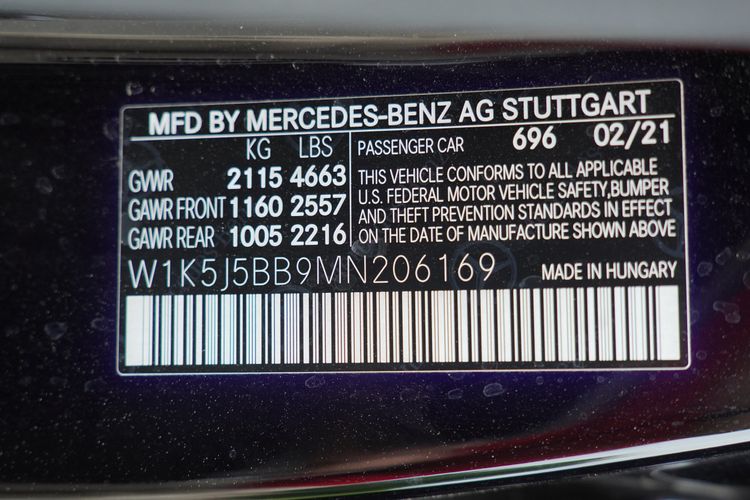 MFD BY MERCEDES-BENZ AG STUTTGART
KG LBS
GVWR 2115 4663
GAWR FRONT 1160 2557
GAWR REAR 1005 2216
PASSENGER CAR 696 02/21
THIS VEHICLE CONFORMS TO ALL APPLICABLE
U.S. FEDERAL MOTOR VEHICLE SAFETY,BUMPER
AND THEFT PREVENTION STANDARDS IN EFFECT
ON THE DATE OF MANUFACTURE SHOWN ABOVE
W1K5J5BB9MN206169
MADE IN HUNGARY